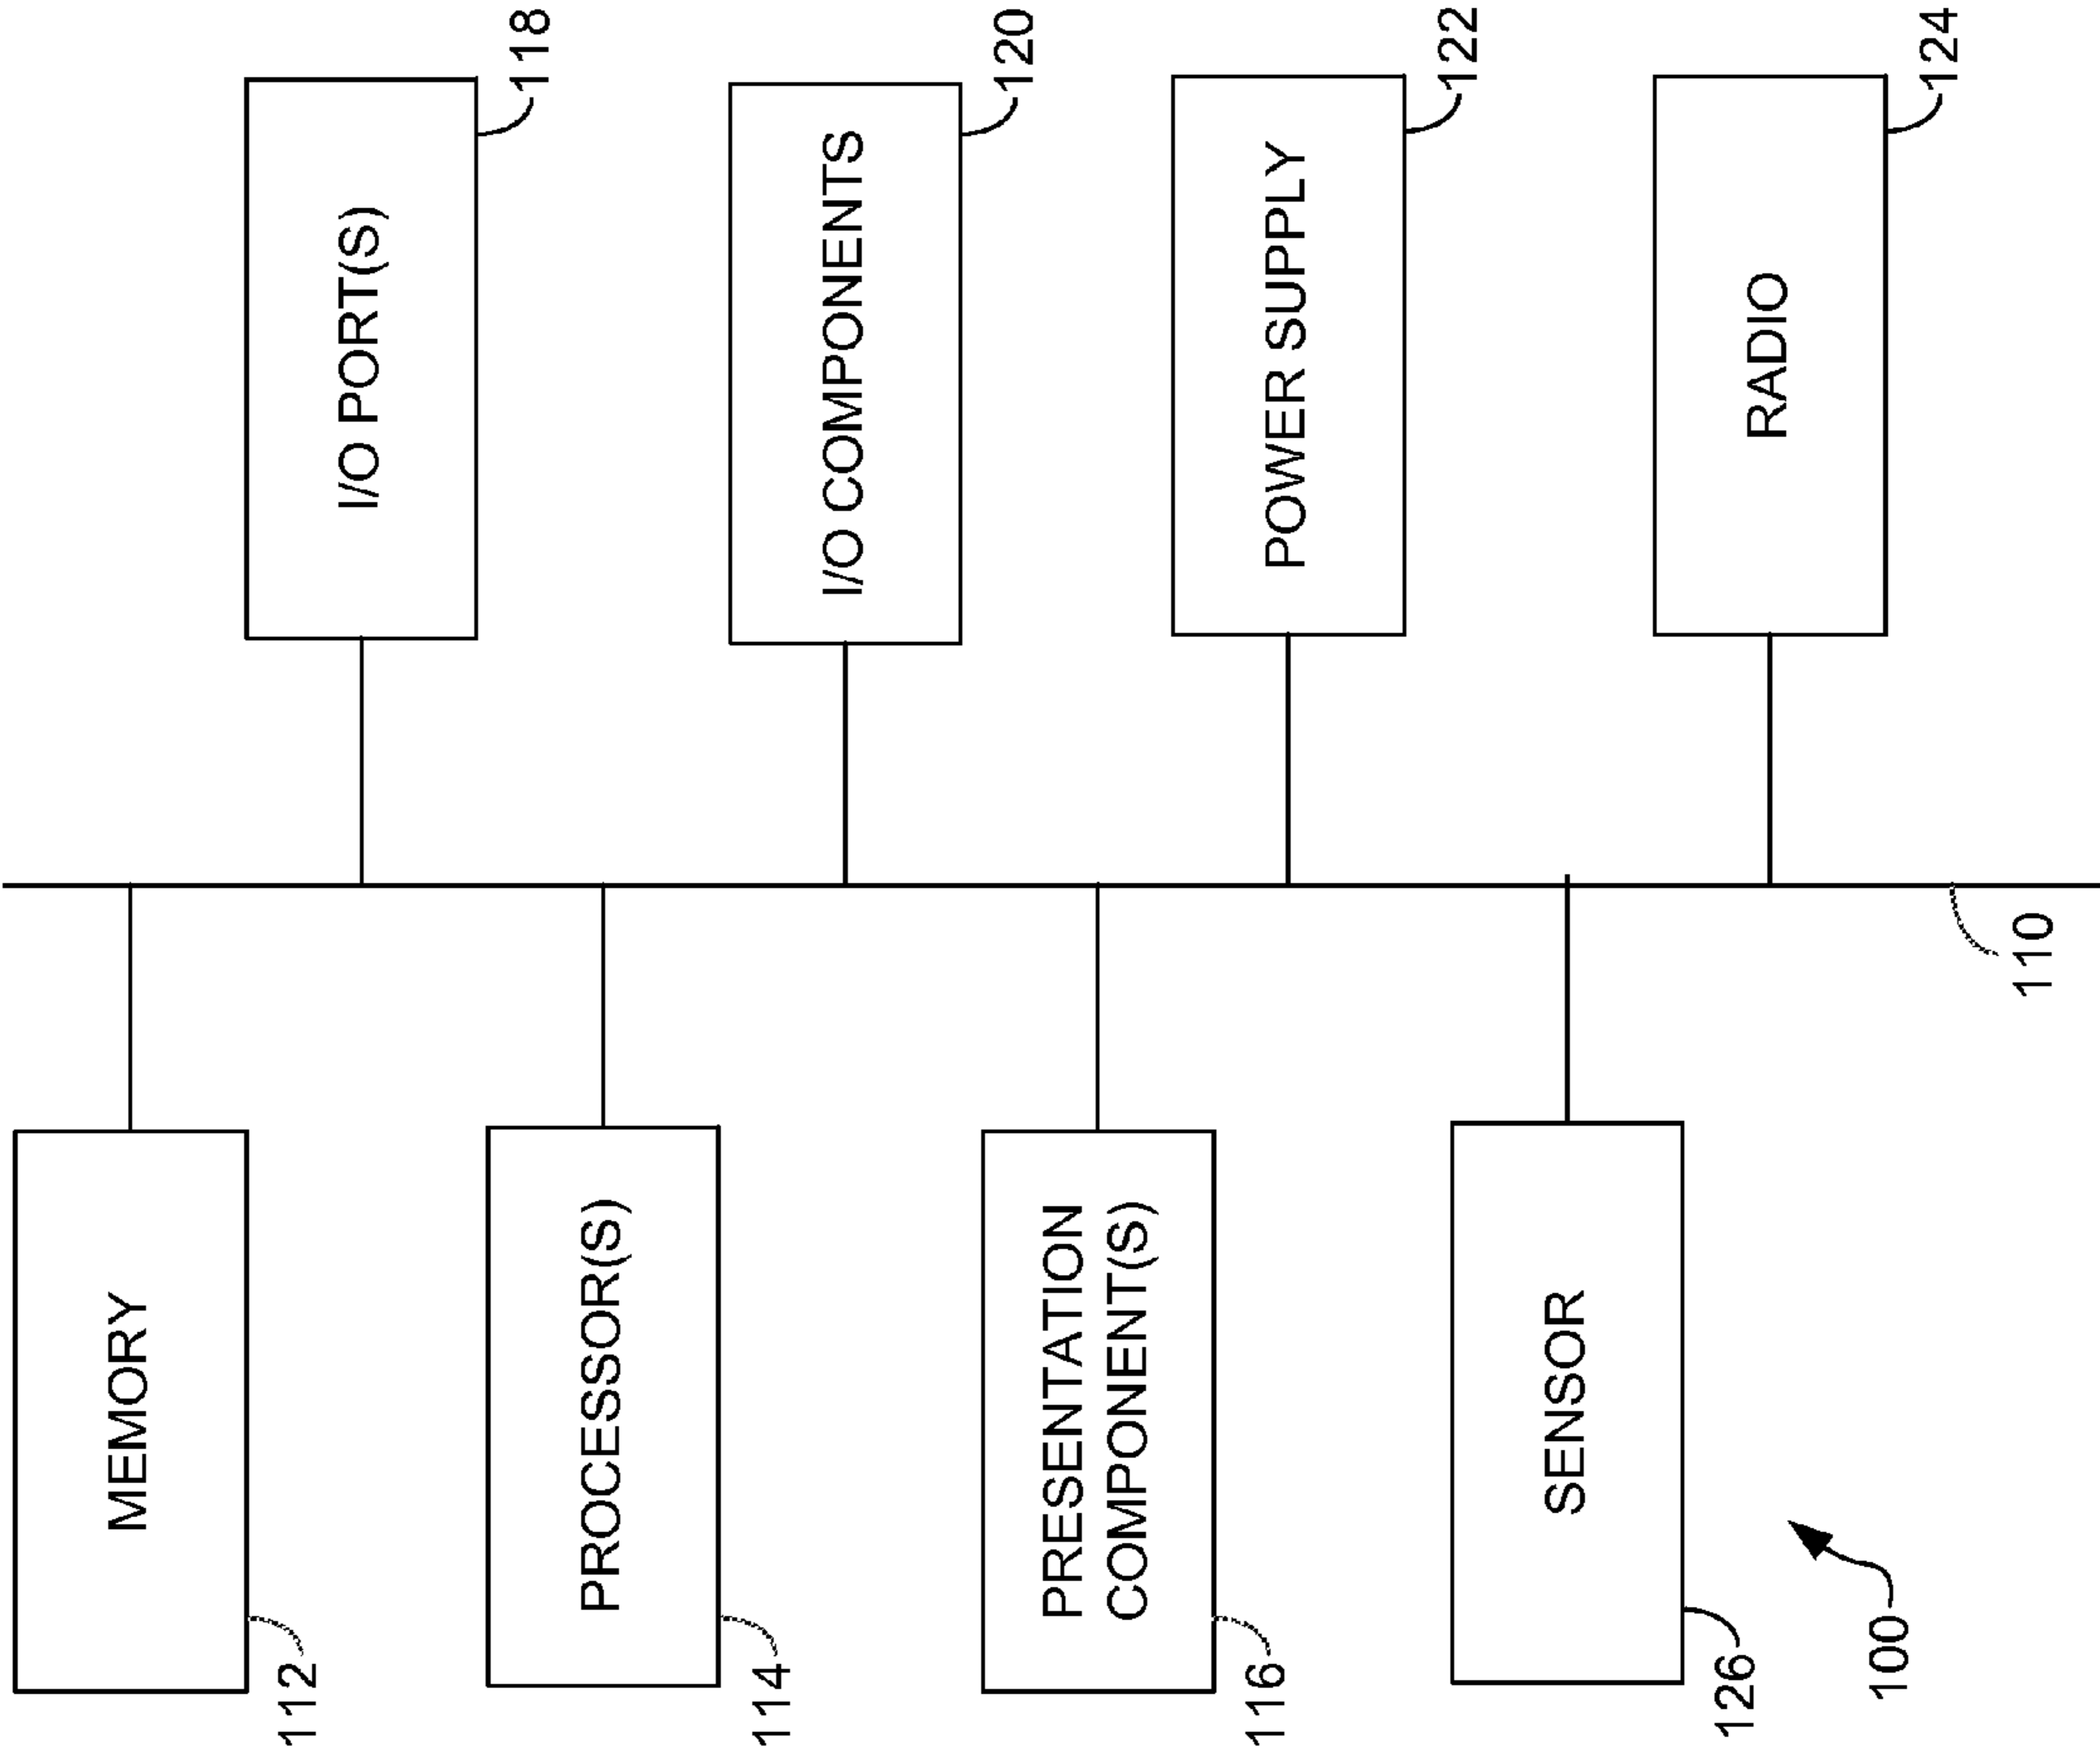 MEMORY
112
I/O PORT(S)
118
PROCESSOR(S)
114
I/O COMPONENTS
120
PRESENTATION
COMPONENT(S)
116
POWER SUPPLY
122
SENSOR
126
RADIO
124
100
110